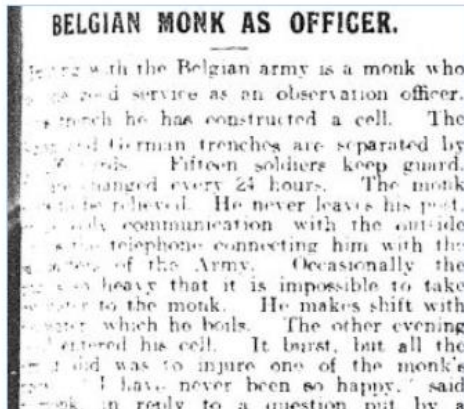 BELGIAN MONK AS OFFICER.
with the Belgian army is a monk who
service as an observation officer.
he has constructed a cell. The
German trenches are separated by
Fifteen soldiers keep guard.
changed every 24 hours. The monk
relieved. He never leaves his post.
communication with the outside
telephone connecting him with the
of the Army. Occasionally the
heavy that it is impossible to take
to the monk. He makes shift with
which he boils. The other evening
entered his cell. It burst, but all the
did was to injure one of the monk's
"I have never been so happy," said
in reply to a question put by a